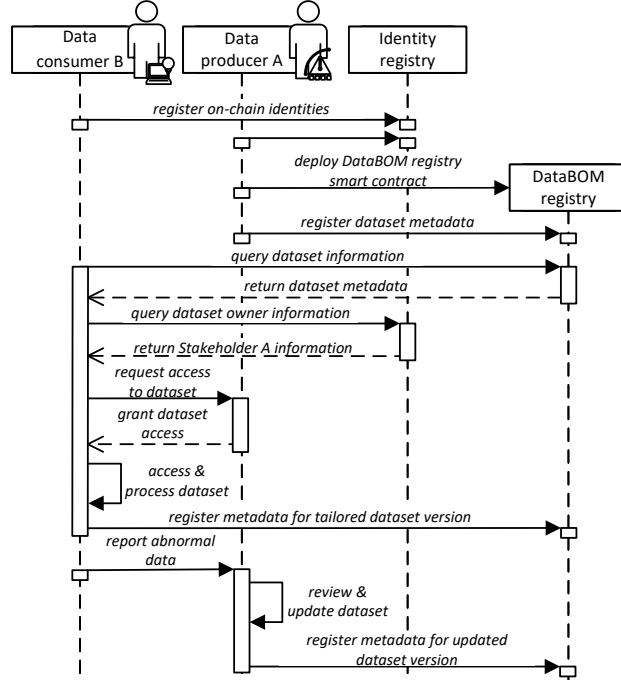 Data
consumer B
Data
producer A
Identity
registry
register on-chain identities
deploy DataBOM registry
smart contract
DataBOM
registry
register dataset metadata
query dataset information
return dataset metadata
query dataset owner information
return Stakeholder A information
request access
to dataset
grant dataset
access
access &
process dataset
register metadata for tailored dataset version
report abnormal
data
review &
update dataset
register metadata for updated
dataset version